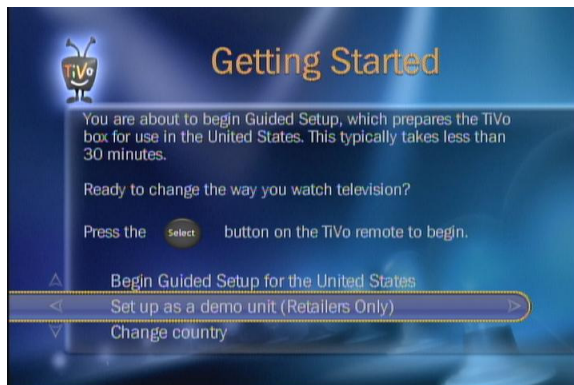 TiVo
Getting Started
You are about to begin Guided Setup, which prepares the TiVo
box for use in the United States. This typically takes less than
30 minutes.
Ready to change the way you watch television?
Press the Select button on the TiVo remote to begin.
Begin Guided Setup for the United States
Set up as a demo unit (Retailers Only)
Change country